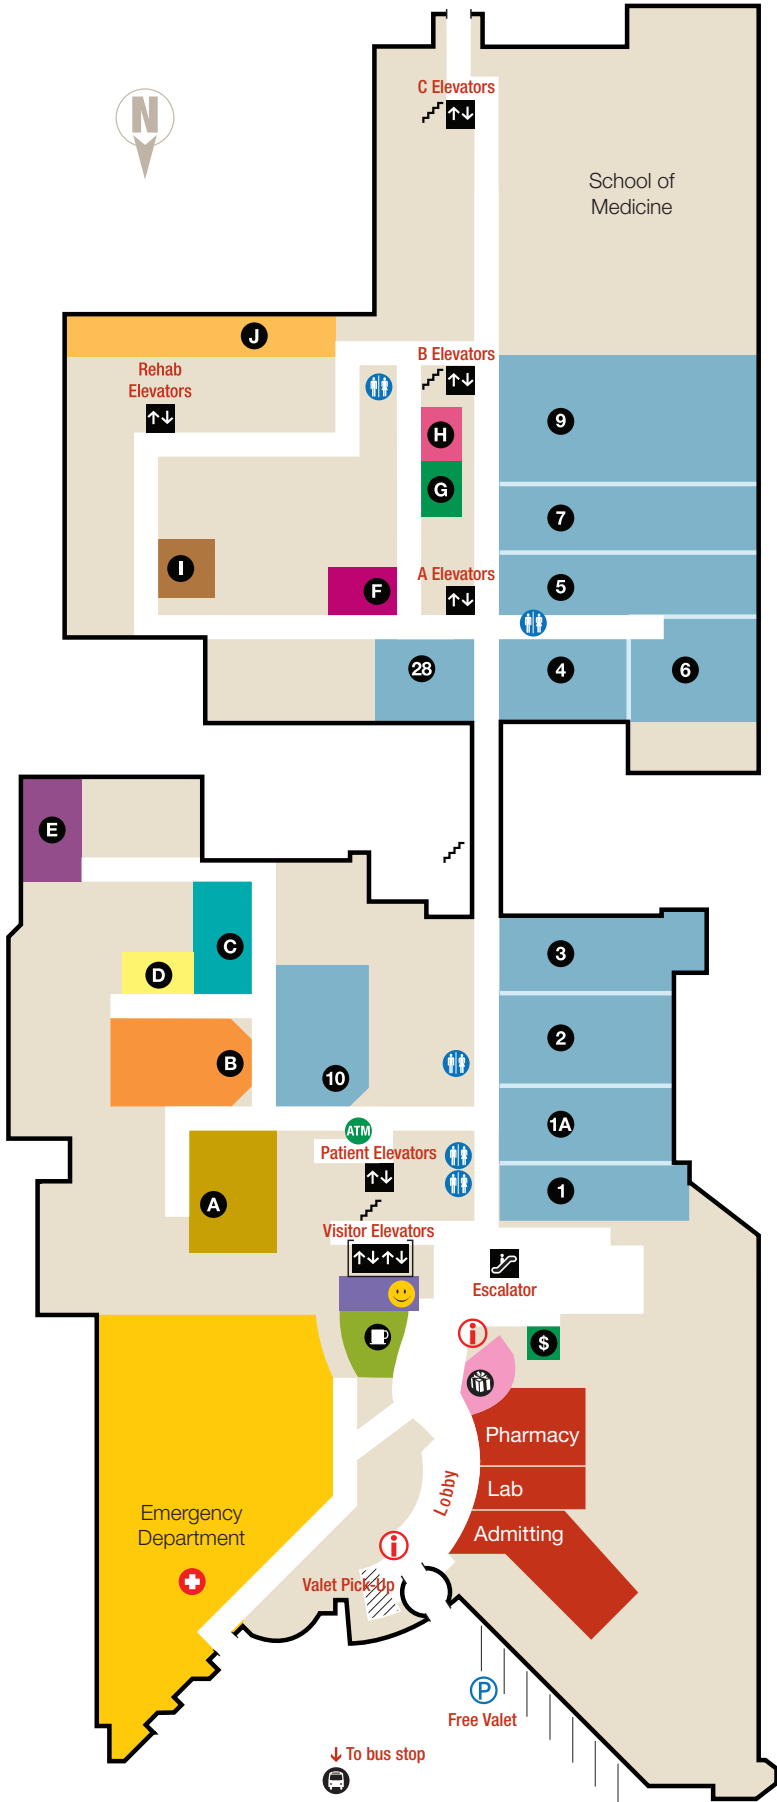 C Elevators
N
School of
Medicine
J
B Elevators
Rehab
Elevators
9
H
G
7
I
F
A Elevators
5
28
4
6
E
C
3
D
B
10
2
ATM
1A
Patient Elevators
A
1
Visitor Elevators
Escalator
i
$
Pharmacy
Lab
Lobby
Admitting
Emergency
Department
i
Valet Pick-Up
P
Free Valet
To bus stop